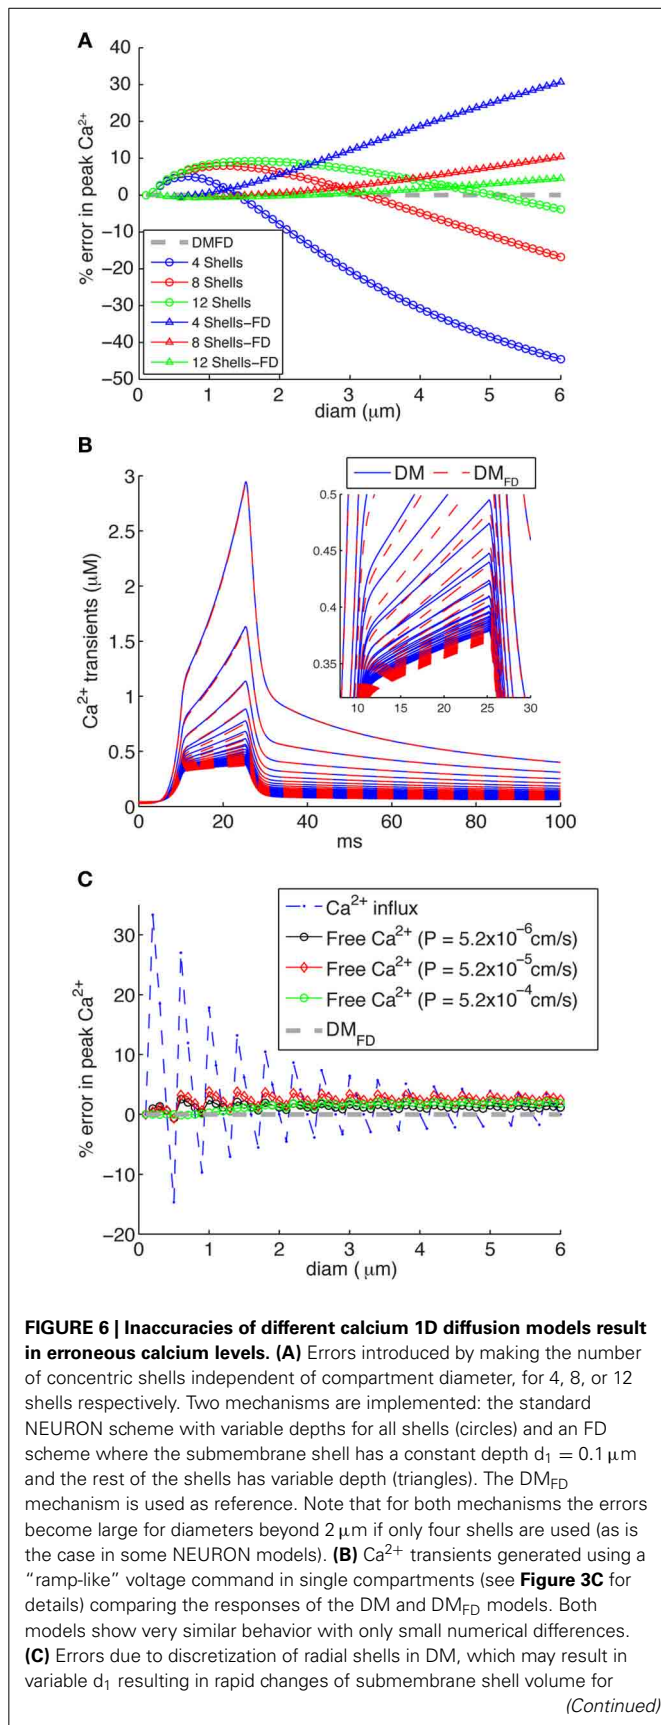 A
% error in peak Ca²⁺
40
30
20
10
0
−10
−20
−30
−40
−50
DMFD
4 Shells
8 Shells
12 Shells
4 Shells−FD
8 Shells−FD
12 Shells−FD
0 1 2 3 4 5 6
diam (μm)
B
Ca²⁺ transients (μM)
3
2.5
2
1.5
1
0.5
0
DM DM_FD
0.5
0.45
0.4
0.35
10 15 20 25 30
0 20 40 60 80 100
ms
C
% error in peak Ca²⁺
30
20
10
0
−10
−20
Ca²⁺ influx
Free Ca²⁺ (P = 5.2x10⁻⁶cm/s)
Free Ca²⁺ (P = 5.2x10⁻⁵cm/s)
Free Ca²⁺ (P = 5.2x10⁻⁴cm/s)
DM_FD
0 1 2 3 4 5 6
diam ( μm)
FIGURE 6 | Inaccuracies of different calcium 1D diffusion models result
in erroneous calcium levels. (A) Errors introduced by making the number
of concentric shells independent of compartment diameter, for 4, 8, or 12
shells respectively. Two mechanisms are implemented: the standard
NEURON scheme with variable depths for all shells (circles) and an FD
scheme where the submembrane shell has a constant depth d₁ = 0.1 μm
and the rest of the shells has variable depth (triangles). The DM_FD
mechanism is used as reference. Note that for both mechanisms the errors
become large for diameters beyond 2 μm if only four shells are used (as is
the case in some NEURON models). (B) Ca²⁺ transients generated using a
“ramp-like” voltage command in single compartments (see Figure 3C for
details) comparing the responses of the DM and DM_FD models. Both
models show very similar behavior with only small numerical differences.
(C) Errors due to discretization of radial shells in DM, which may result in
variable d₁ resulting in rapid changes of submembrane shell volume for
(Continued)